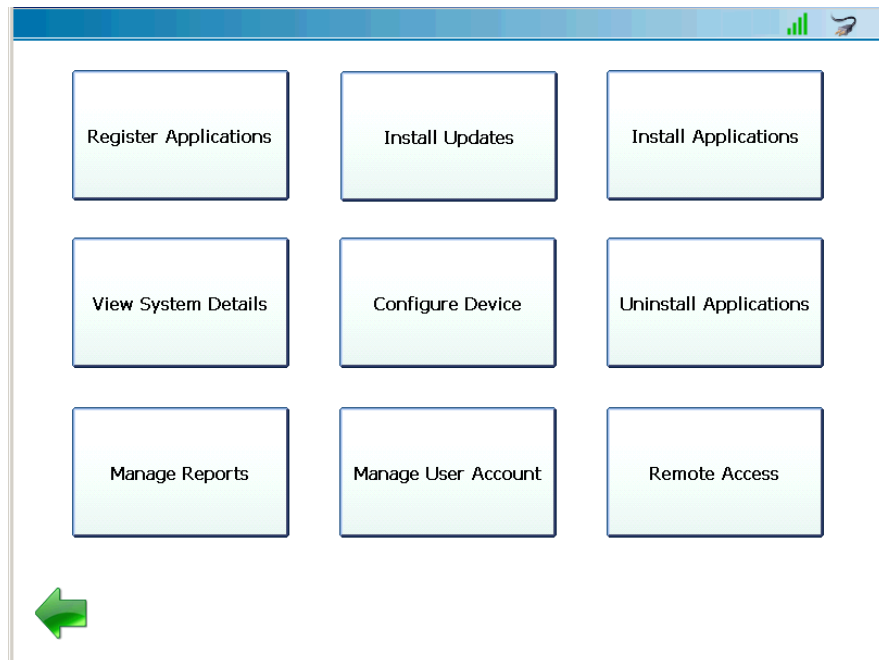 Register Applications
Install Updates
Install Applications
View System Details
Configure Device
Uninstall Applications
Manage Reports
Manage User Account
Remote Access